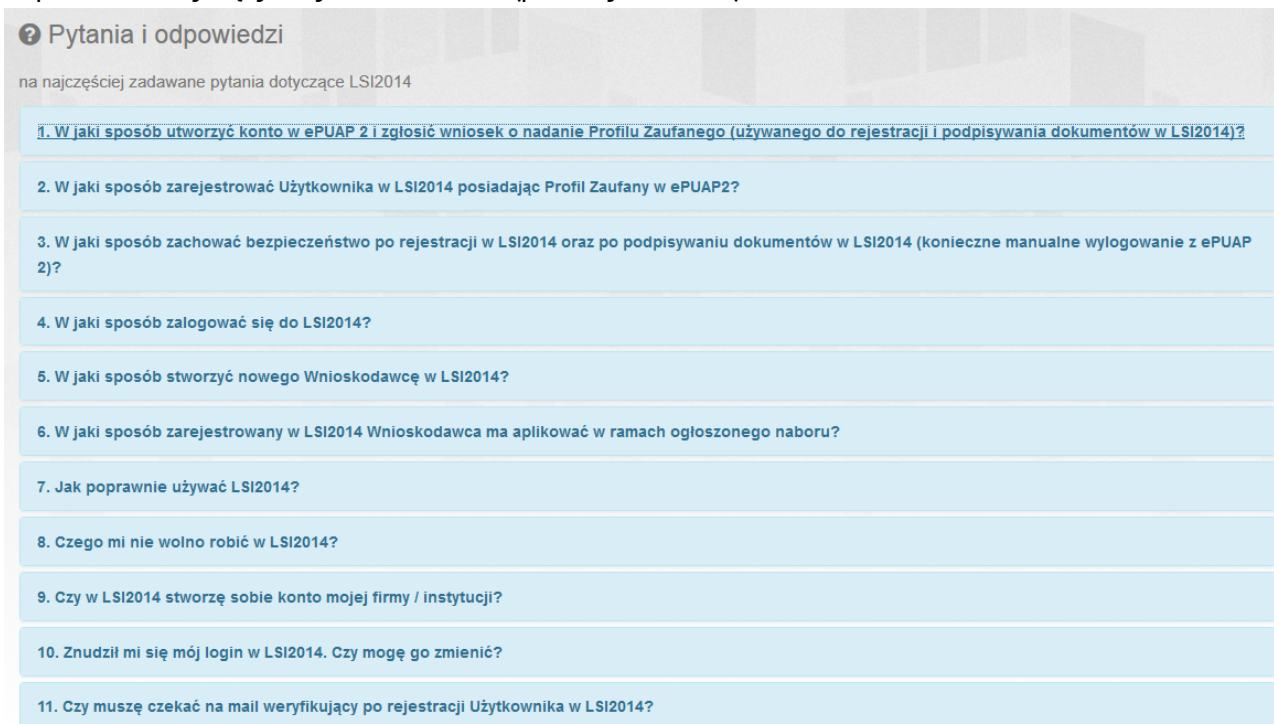 Pytania i odpowiedzi
na najczęściej zadawane pytania dotyczące LSI2014
1. W jaki sposób utworzyć konto w ePUAP 2 i zgłosić wniosek o nadanie Profilu Zaufanego (używanego do rejestracji i podpisywania dokumentów w LSI2014)?
2. W jaki sposób zarejestrować Użytkownika w LSI2014 posiadając Profil Zaufany w ePUAP2?
3. W jaki sposób zachować bezpieczeństwo po rejestracji w LSI2014 oraz po podpisywaniu dokumentów w LSI2014 (konieczne manualne wylogowanie z ePUAP
2)?
4. W jaki sposób zalogować się do LSI2014?
5. W jaki sposób stworzyć nowego Wnioskodawcę w LSI2014?
6. W jaki sposób zarejestrowany w LSI2014 Wnioskodawca ma aplikować w ramach ogłoszonego naboru?
7. Jak poprawnie używać LSI2014?
8. Czego mi nie wolno robić w LSI2014?
9. Czy w LSI2014 stworzę sobie konto mojej firmy / instytucji?
10. Znudził mi się mój login w LSI2014. Czy mogę go zmienić?
11. Czy muszę czekać na mail weryfikujący po rejestracji Użytkownika w LSI2014?